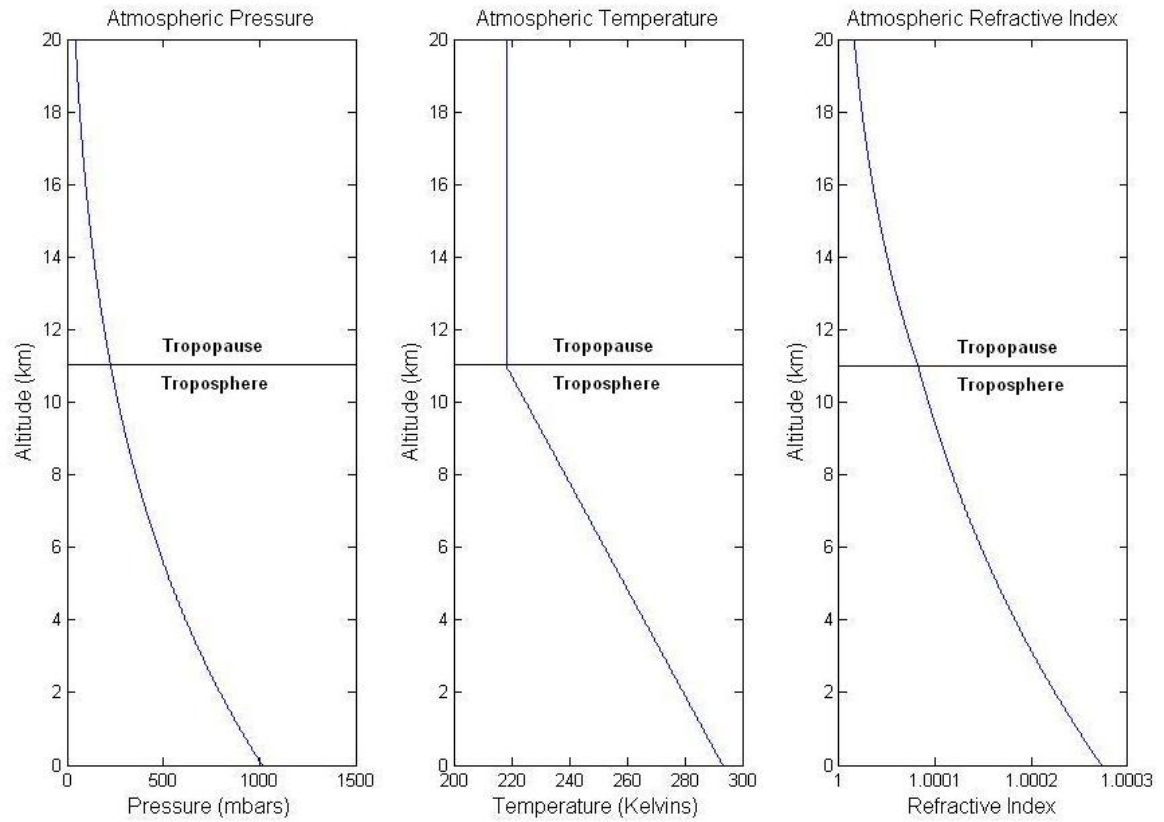 Atmospheric Pressure
20
18
16
14
12
10
8
6
4
2
0
Altitude (km)
Tropopause
Troposphere
0 500 1000 1500
Pressure (mbars)
Atmospheric Temperature
20
18
16
14
12
10
8
6
4
2
0
Altitude (km)
Tropopause
Troposphere
200 220 240 260 280 300
Temperature (Kelvins)
Atmospheric Refractive Index
20
18
16
14
12
10
8
6
4
2
0
Altitude (km)
Tropopause
Troposphere
1 1.0001 1.0002 1.0003
Refractive Index